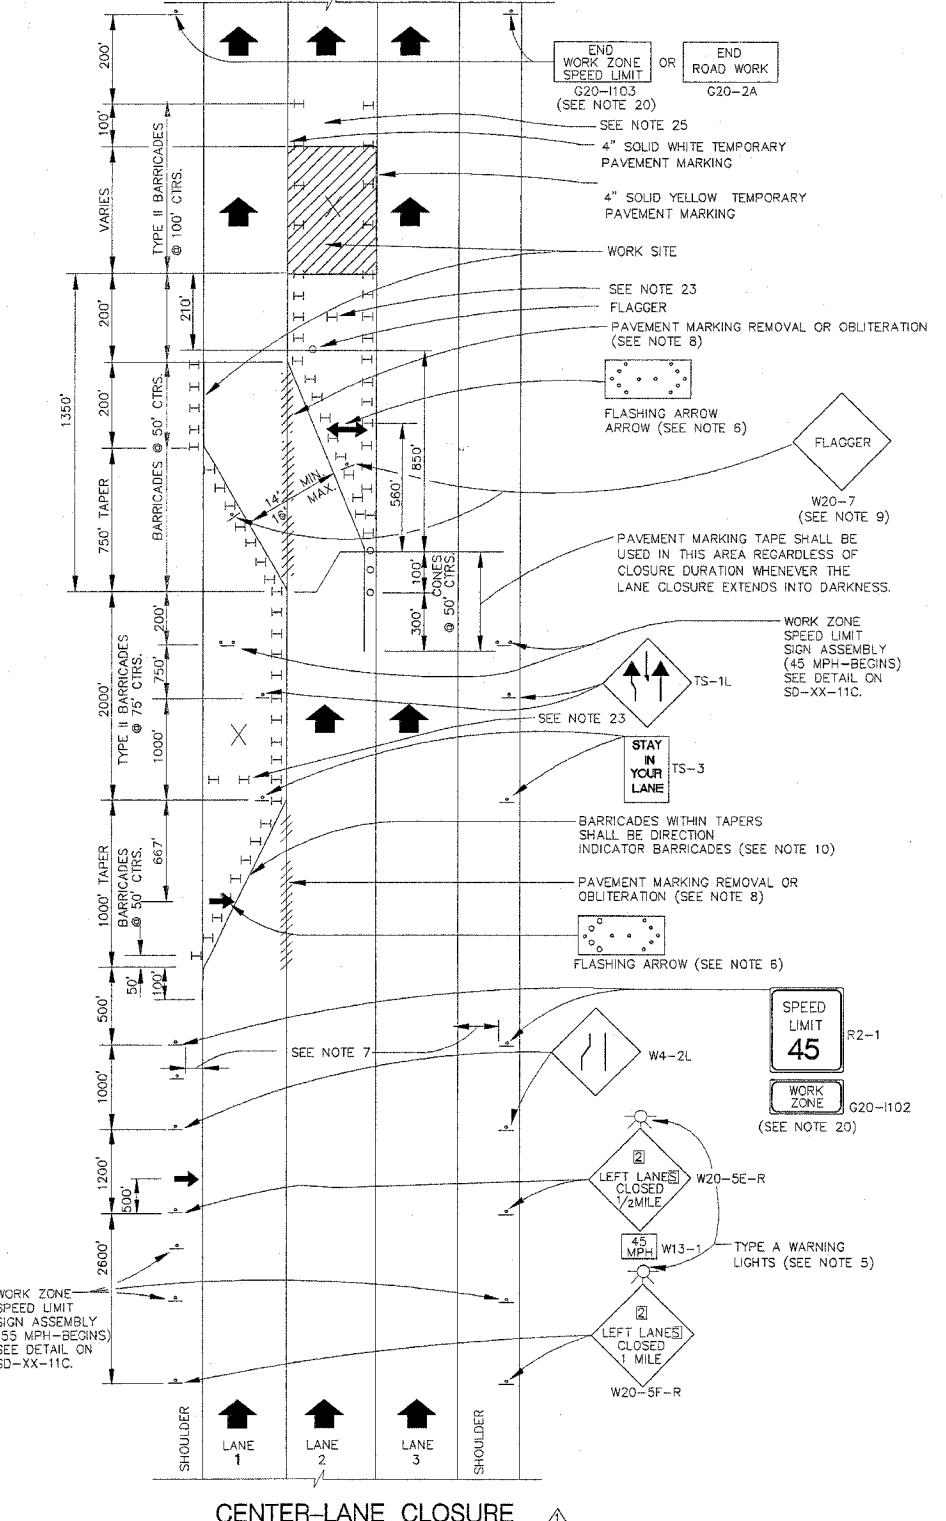 200'
100'
VARIES
TYPE II BARRICADES
@ 100' CTRS.
END
WORK ZONE
SPEED LIMIT
OR
END
ROAD WORK
G20-I103
(SEE NOTE 20)
G20-2A
SEE NOTE 25
4" SOLID WHITE TEMPORARY
PAVEMENT MARKING
4" SOLID YELLOW TEMPORARY
PAVEMENT MARKING
WORK SITE
SEE NOTE 23
FLAGGER
PAVEMENT MARKING REMOVAL OR OBLITERATION
(SEE NOTE 8)
1350'
200'
200'
750' TAPER
BARRICADES @ 50' CTRS.
210'
14' MIN.
16' MAX.
850'
560'
100'
300'
CONES
@ 50' CTRS.
FLASHING ARROW
ARROW (SEE NOTE 6)
FLAGGER
W20-7
(SEE NOTE 9)
PAVEMENT MARKING TAPE SHALL BE
USED IN THIS AREA REGARDLESS OF
CLOSURE DURATION WHENEVER THE
LANE CLOSURE EXTENDS INTO DARKNESS.
WORK ZONE
SPEED LIMIT
SIGN ASSEMBLY
(45 MPH-BEGINS)
SEE DETAIL ON
SD-XX-11C.
TYPE II BARRICADES
@ 75' CTRS.
2000'
200'
750'
1000'
TS-1L
SEE NOTE 23
STAY
IN
YOUR
LANE
TS-3
BARRICADES WITHIN TAPERS
SHALL BE DIRECTION
INDICATOR BARRICADES (SEE NOTE 10)
1000' TAPER
BARRICADES
@ 50' CTRS.
667'
PAVEMENT MARKING REMOVAL OR
OBLITERATION (SEE NOTE 8)
FLASHING ARROW (SEE NOTE 6)
50'
100'
500'
SEE NOTE 7
1000'
W4-2L
SPEED
LIMIT
45
R2-1
WORK
ZONE
G20-I102
(SEE NOTE 20)
1200'
500'
2
LEFT LANES
CLOSED
1/2MILE
W20-5E-R
45
MPH
W13-1
TYPE A WARNING
LIGHTS (SEE NOTE 5)
2600'
WORK ZONE
SPEED LIMIT
SIGN ASSEMBLY
55 MPH-BEGINS)
SEE DETAIL ON
SD-XX-11C.
2
LEFT LANES
CLOSED
1 MILE
W20-5F-R
SHOULDER
LANE
1
LANE
2
LANE
3
SHOULDER
CENTER-LANE CLOSURE
1